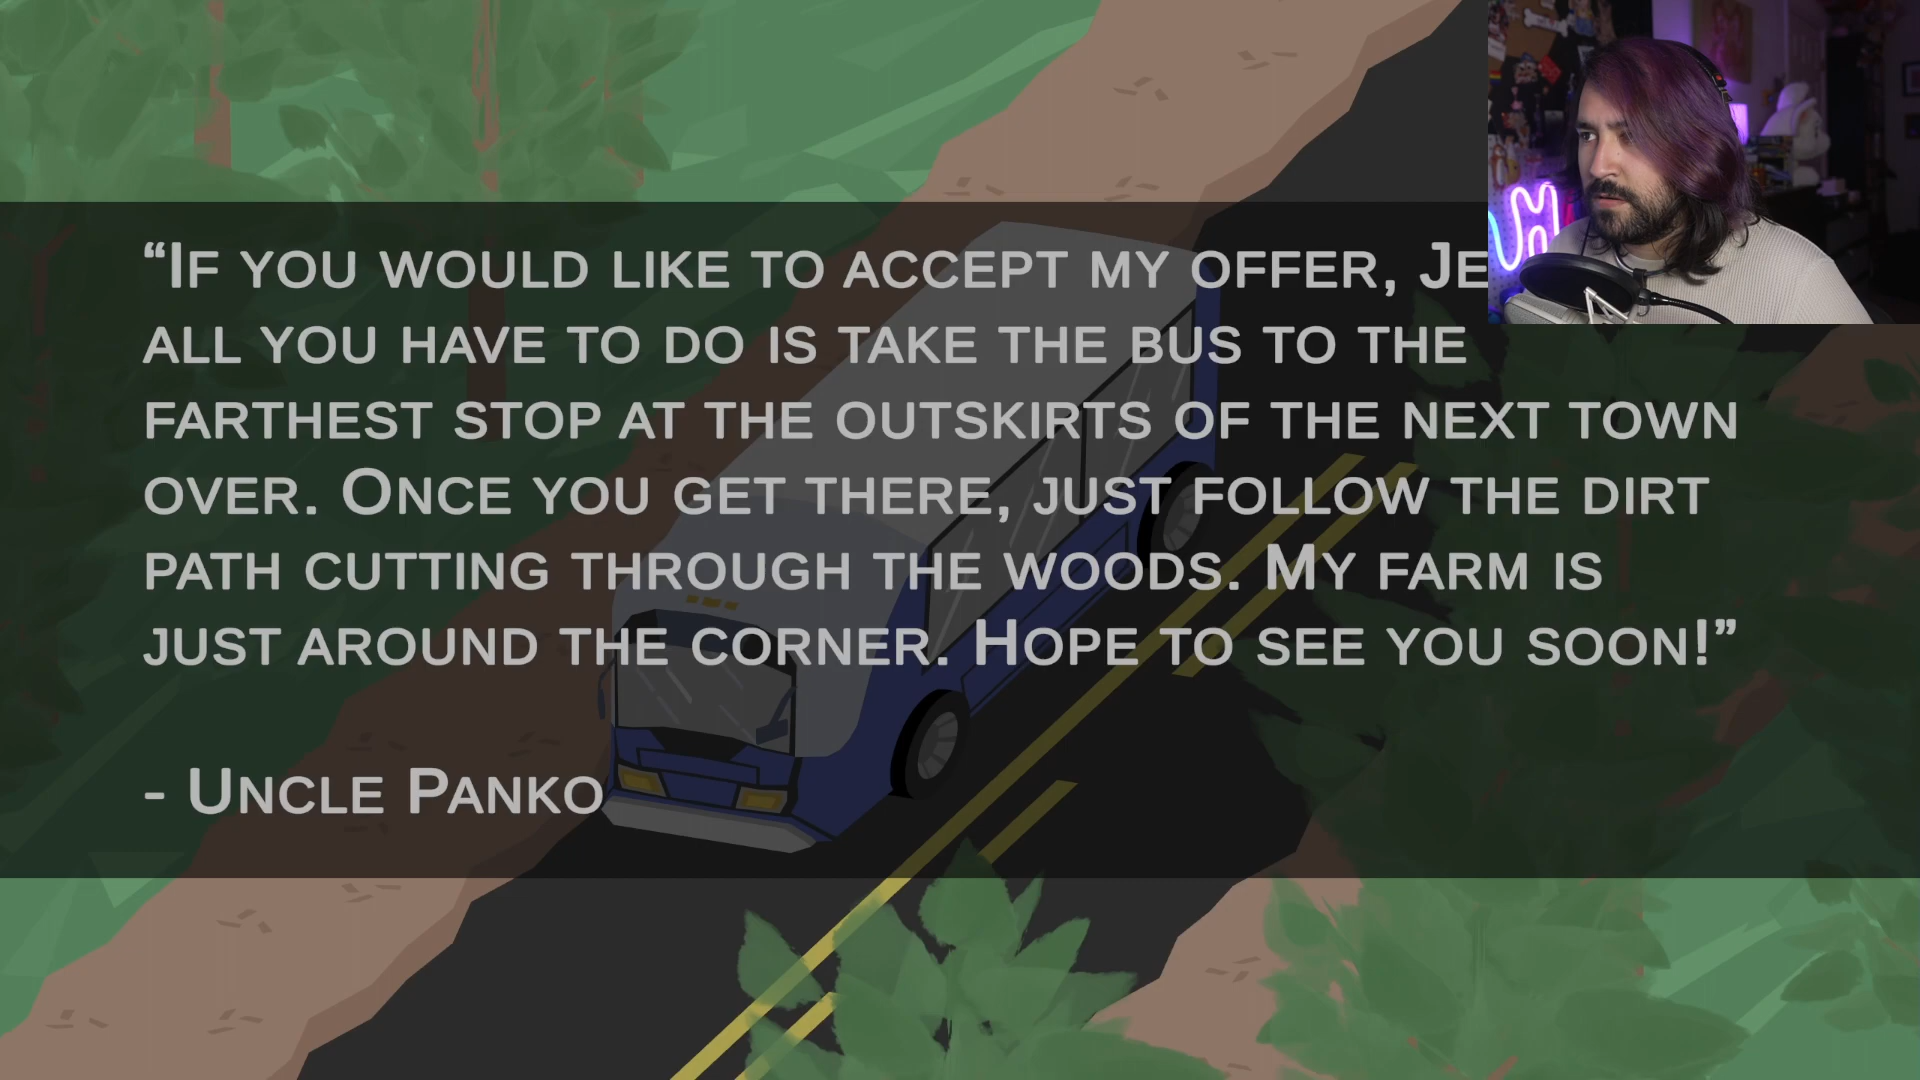 “If you would like to accept my offer, Je
all you have to do is take the bus to the
farthest stop at the outskirts of the next town
over. Once you get there, just follow the dirt
path cutting through the woods. My farm is
just around the corner. Hope to see you soon!”
- Uncle Panko